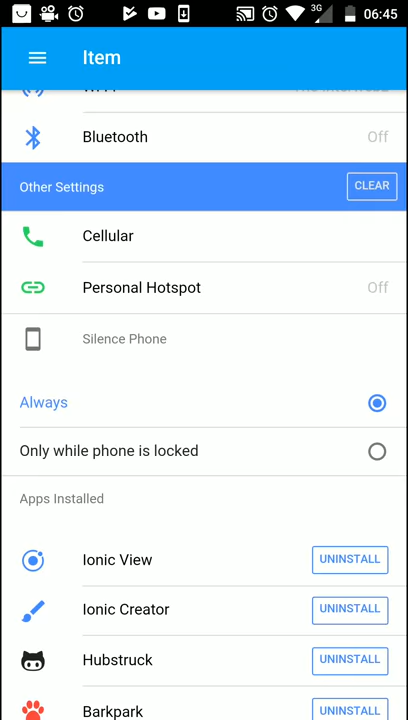 3G
06:45
Item
Bluetooth
Off
Other Settings
CLEAR
Cellular
Personal Hotspot
Off
Silence Phone
Always
Only while phone is locked
Apps Installed
Ionic View
UNINSTALL
Ionic Creator
UNINSTALL
Hubstruck
UNINSTALL
Barkpark
UNINSTALL